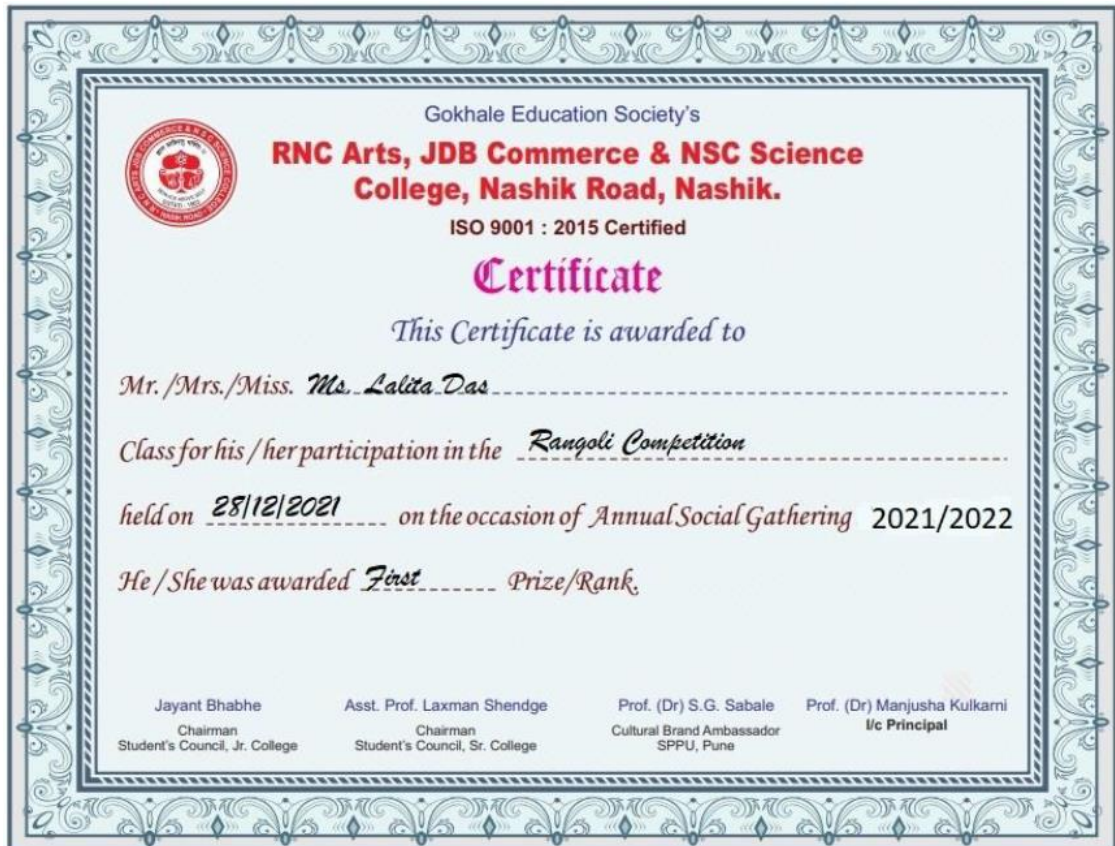 Gokhale Education Society's
RNC Arts, JDB Commerce & NSC Science
College, Nashik Road, Nashik.
ISO 9001 : 2015 Certified
Certificate
This Certificate is awarded to
Mr./Mrs./Miss. Ms. Lalita Das
Class for his / her participation in the Rangoli Competition
held on 28/12/2021 on the occasion of Annual Social Gathering 2021/2022
He / She was awarded First Prize/Rank.
Jayant Bhabhe
Chairman
Student's Council, Jr. College
Asst. Prof. Laxman Shendge
Chairman
Student's Council, Sr. College
Prof. (Dr) S.G. Sabale
Cultural Brand Ambassador
SPPU, Pune
Prof. (Dr) Manjusha Kulkarni
I/c Principal